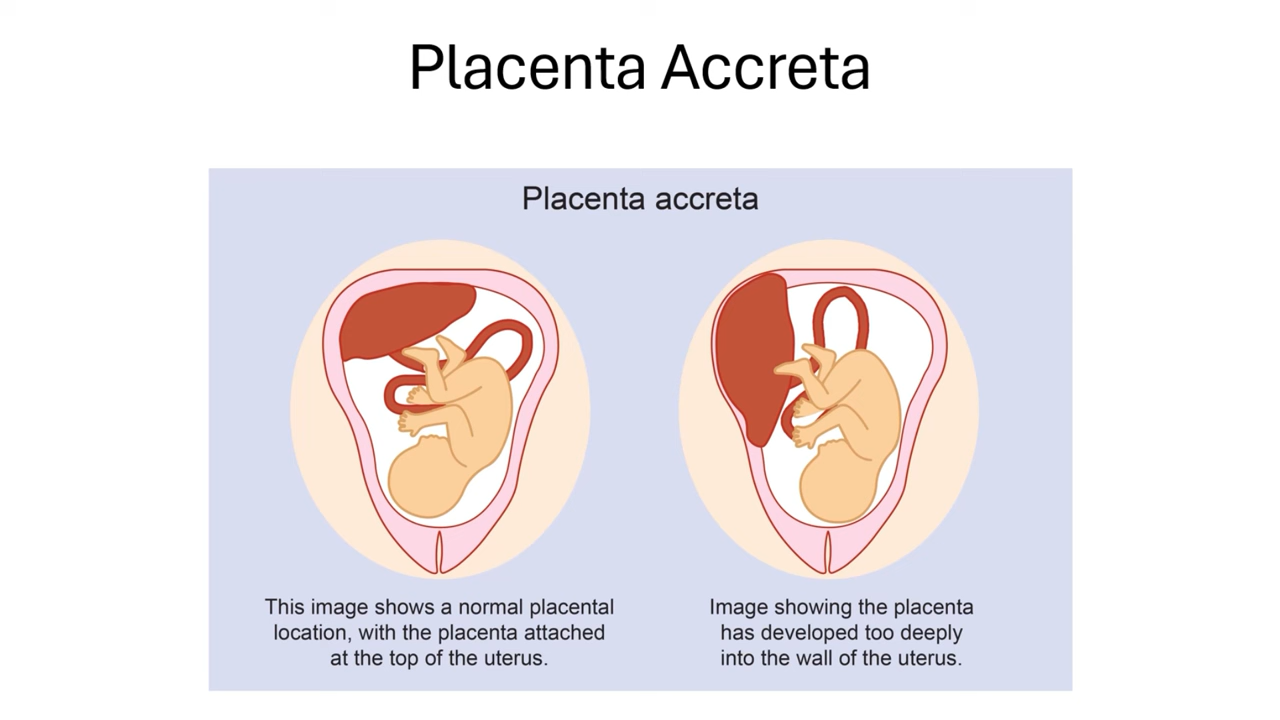 Placenta Accreta
Placenta accreta
This image shows a normal placental
location, with the placenta attached
at the top of the uterus.
Image showing the placenta
has developed too deeply
into the wall of the uterus.